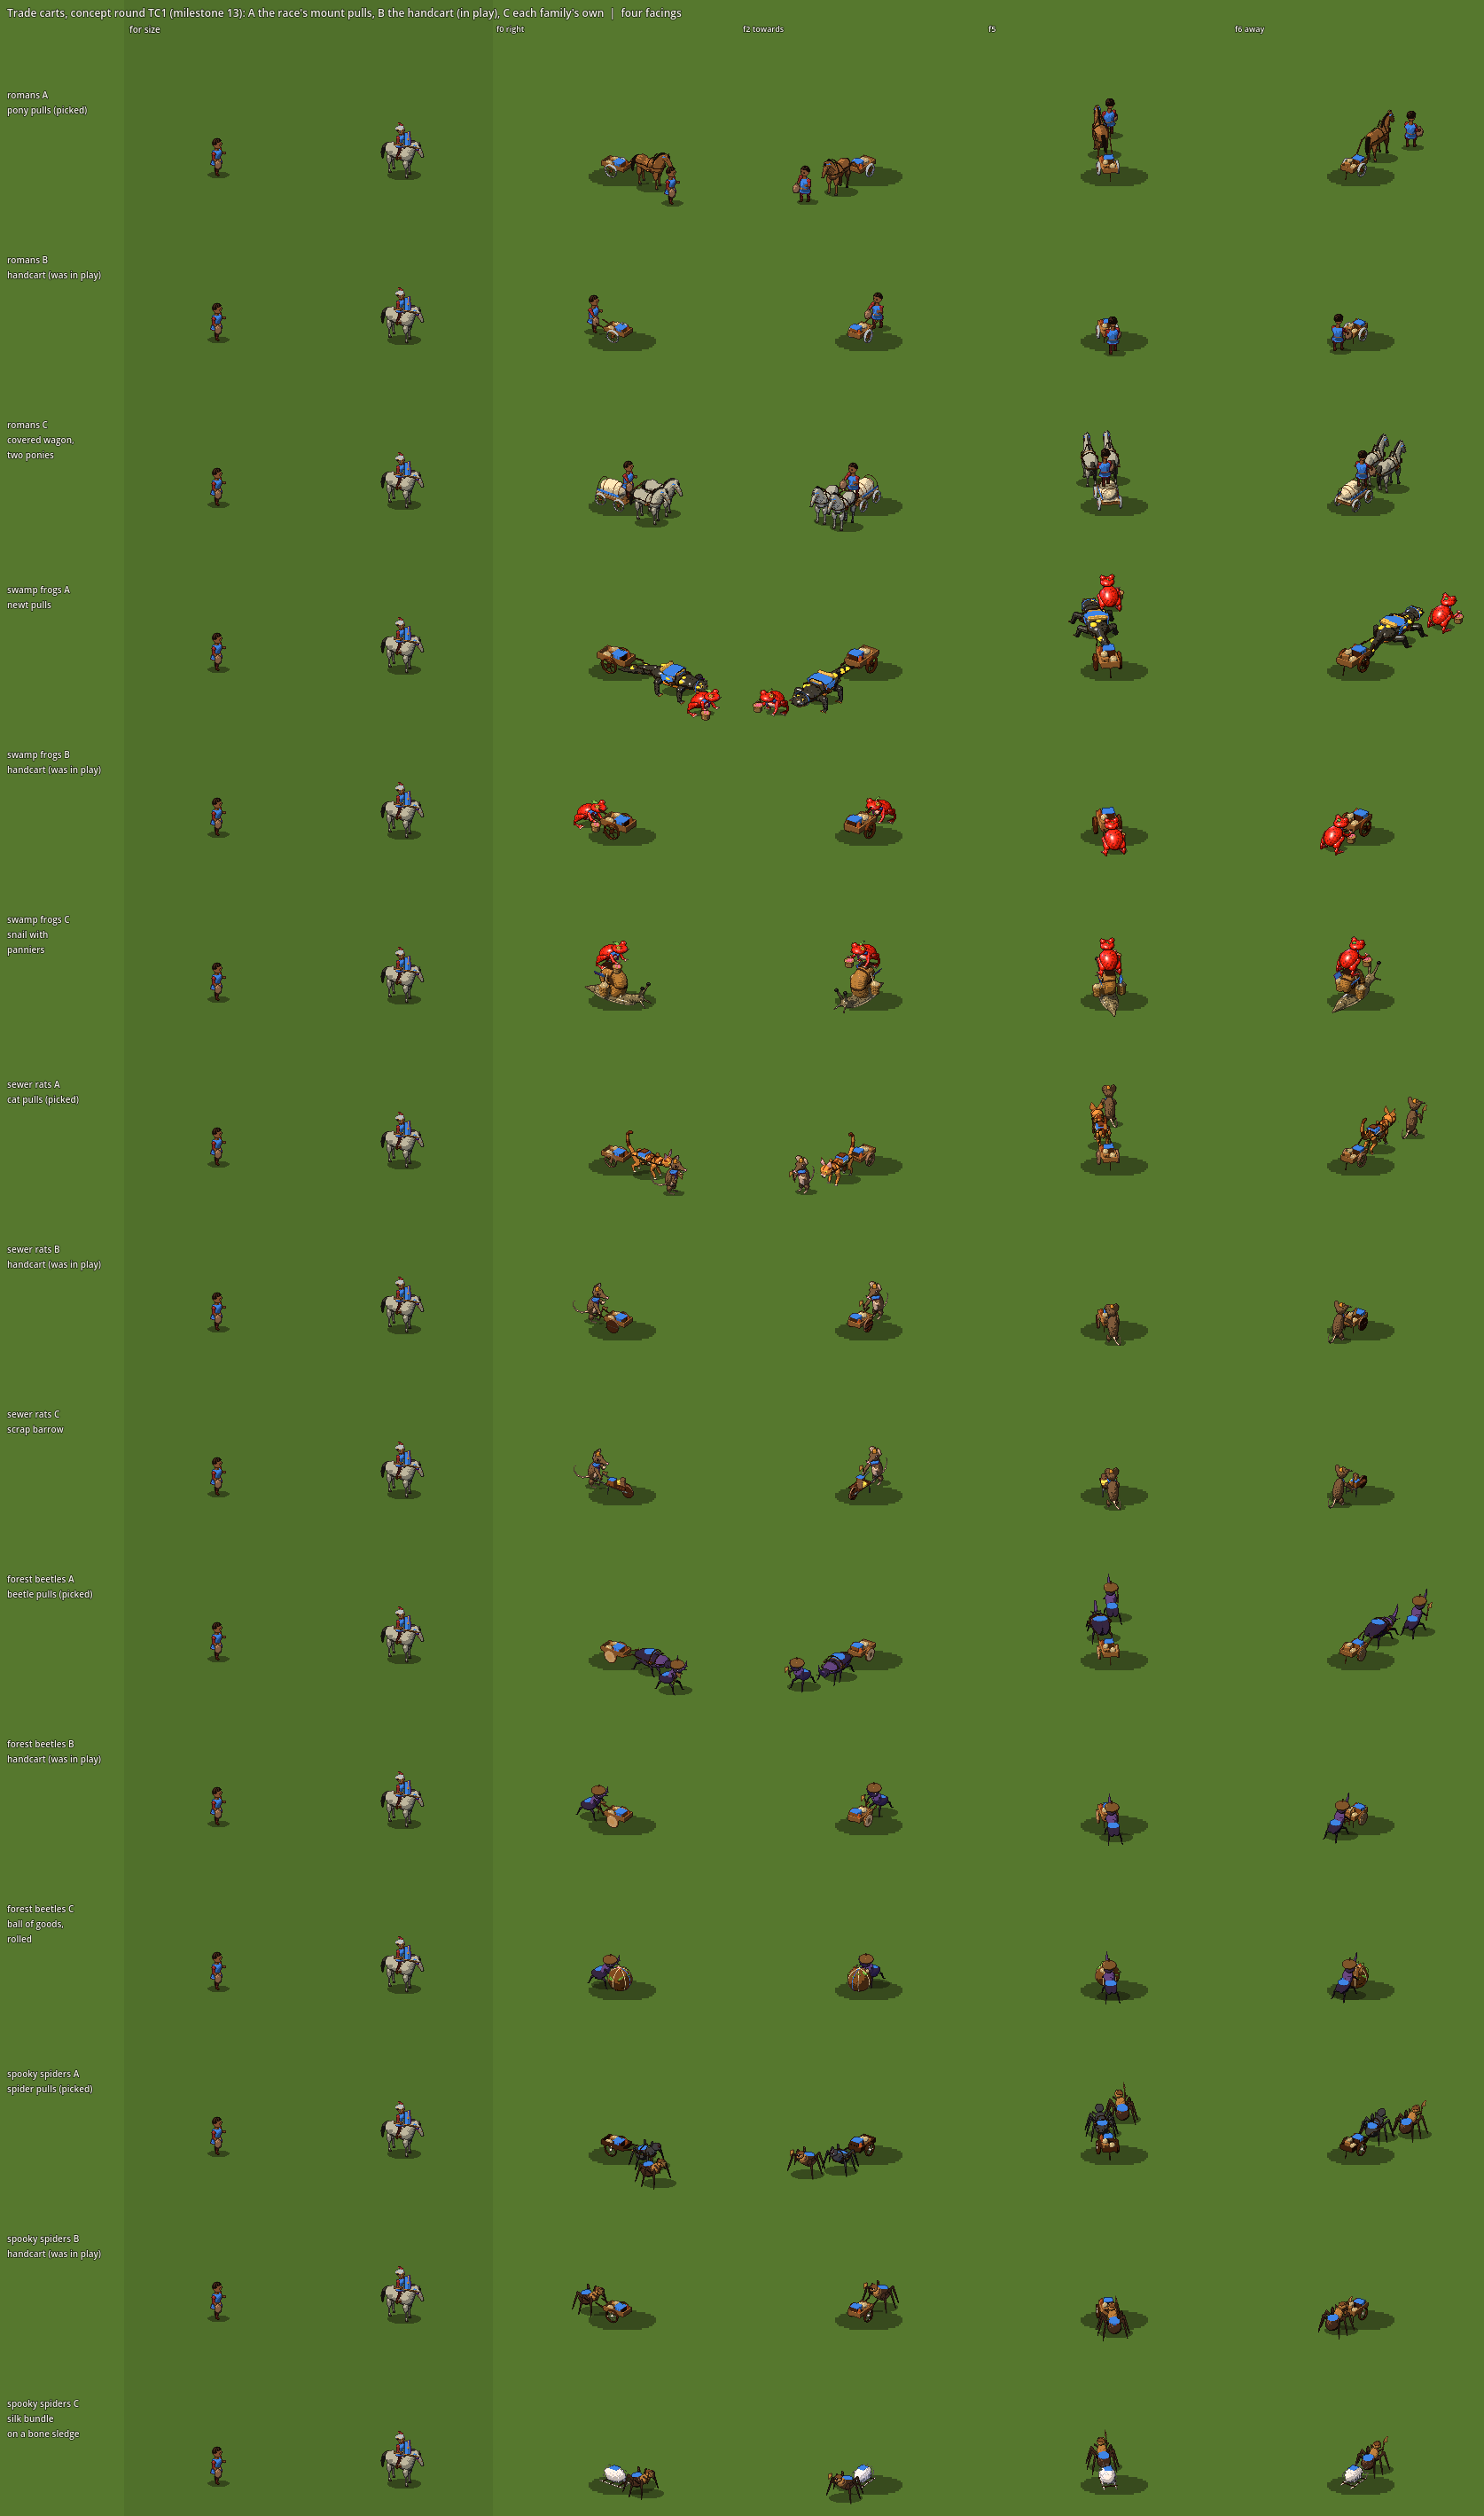 Trade carts, concept round TC1 (milestone 13): A the race's mount pulls, B the handcart (in play), C each family's own | four facings
for size
f0 right
f2 towards
f5
f6 away
romans A
pony pulls (picked)
romans B
handcart (was in play)
romans C
covered wagon,
two ponies
swamp frogs A
newt pulls
swamp frogs B
handcart (was in play)
swamp frogs C
snail with
panniers
sewer rats A
cat pulls (picked)
sewer rats B
handcart (was in play)
sewer rats C
scrap barrow
forest beetles A
beetle pulls (picked)
forest beetles B
handcart (was in play)
forest beetles C
ball of goods,
rolled
spooky spiders A
spider pulls (picked)
spooky spiders B
handcart (was in play)
spooky spiders C
silk bundle
on a bone sledge